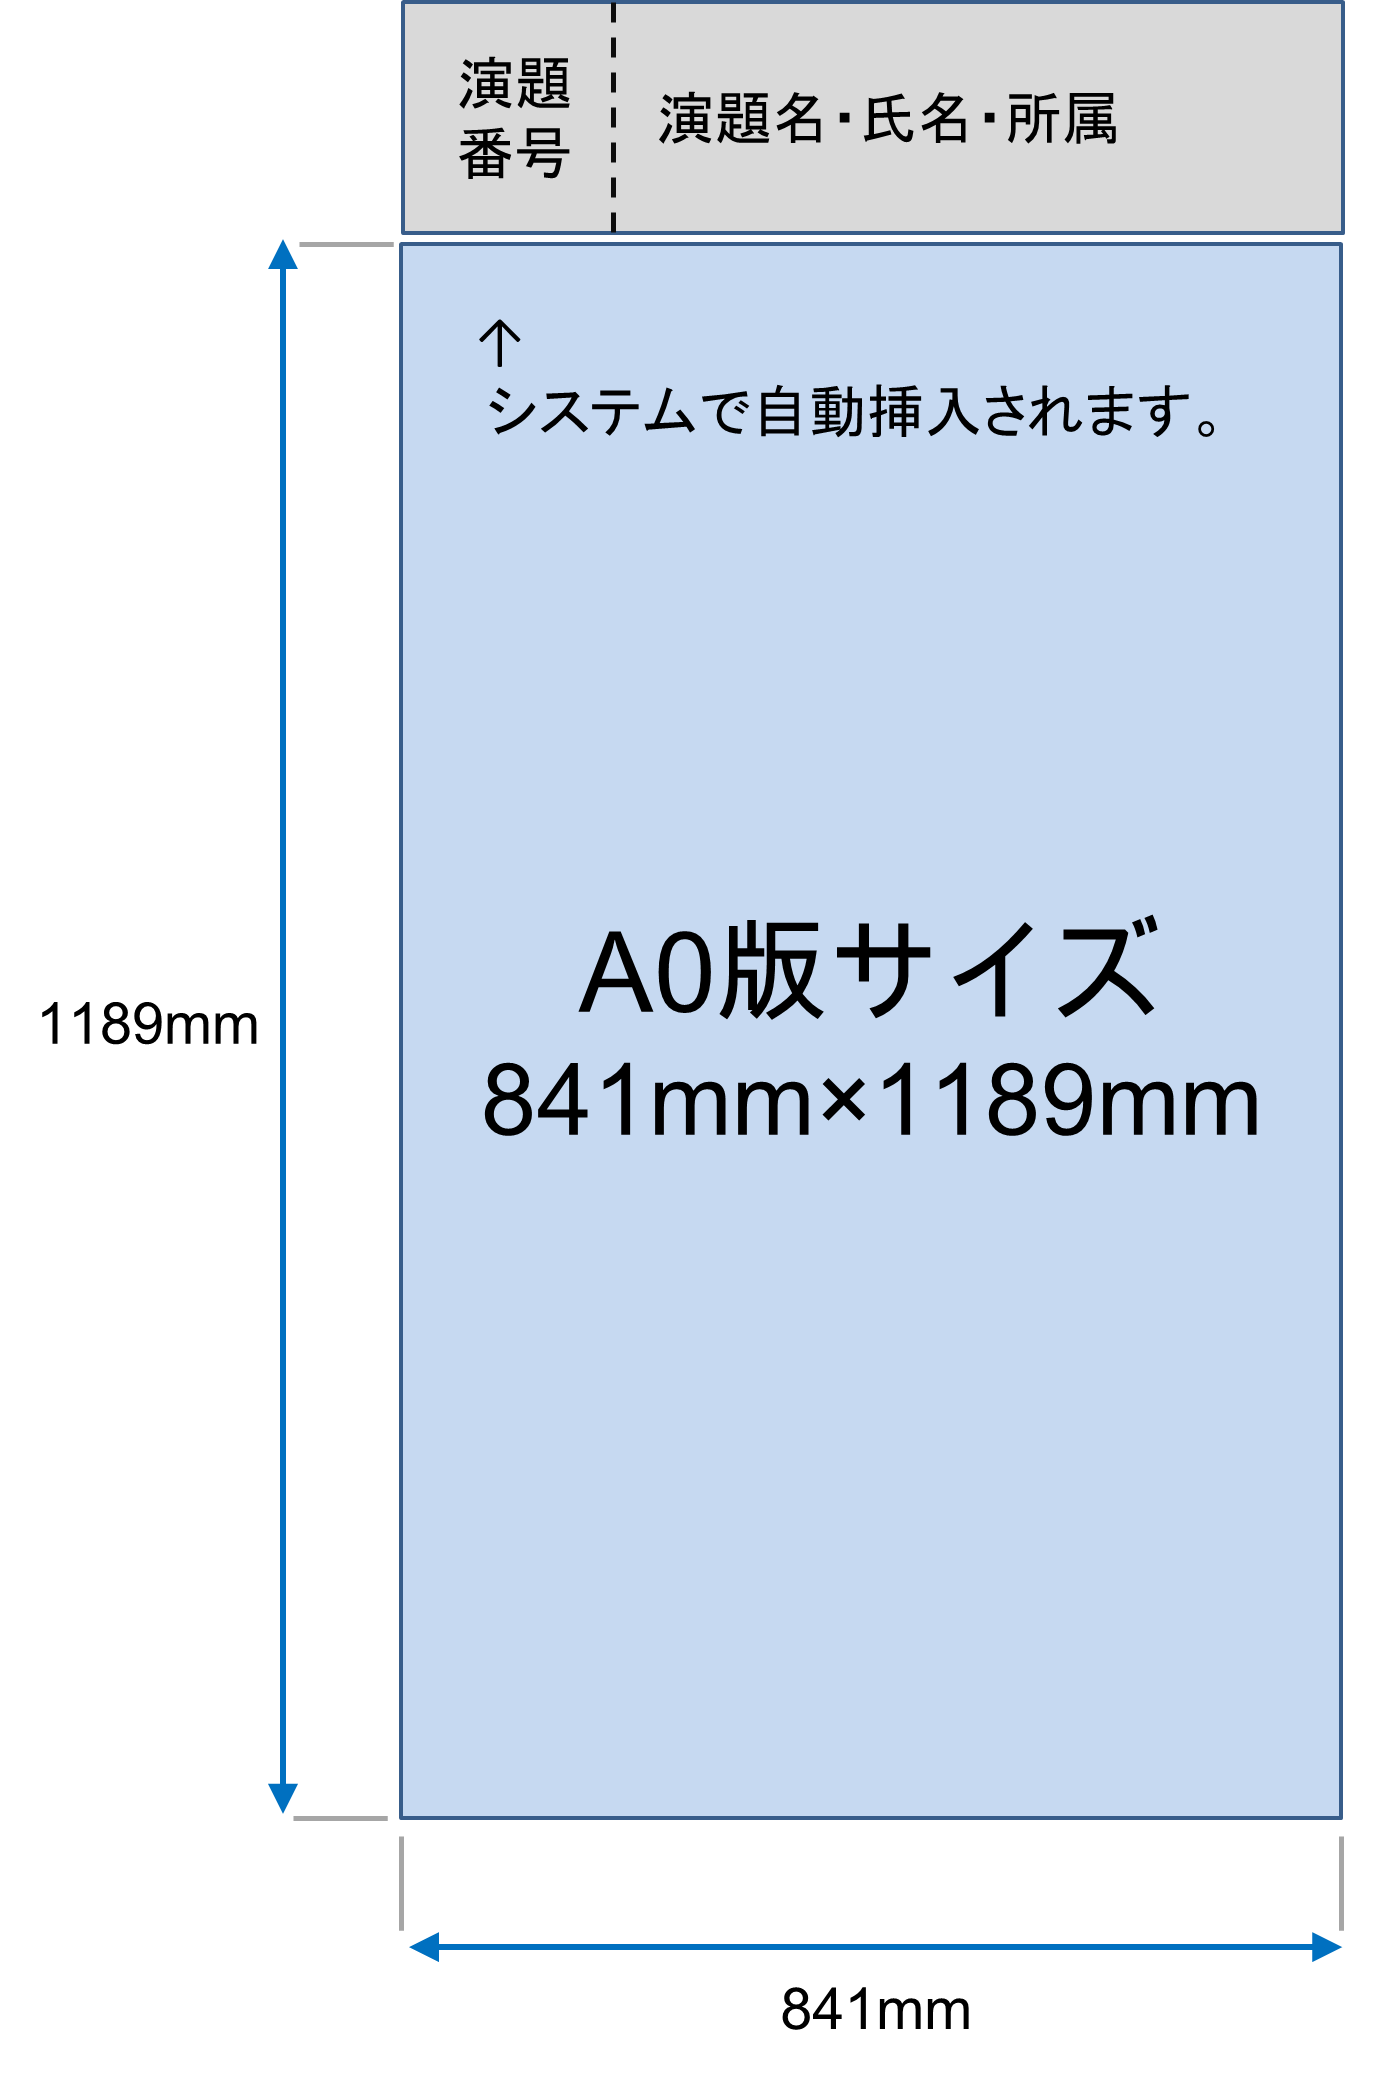 演題
番号
演題名・氏名・所属
↑
システムで自動挿入されます。
A0版サイズ
841mm×1189mm
1189mm
841mm